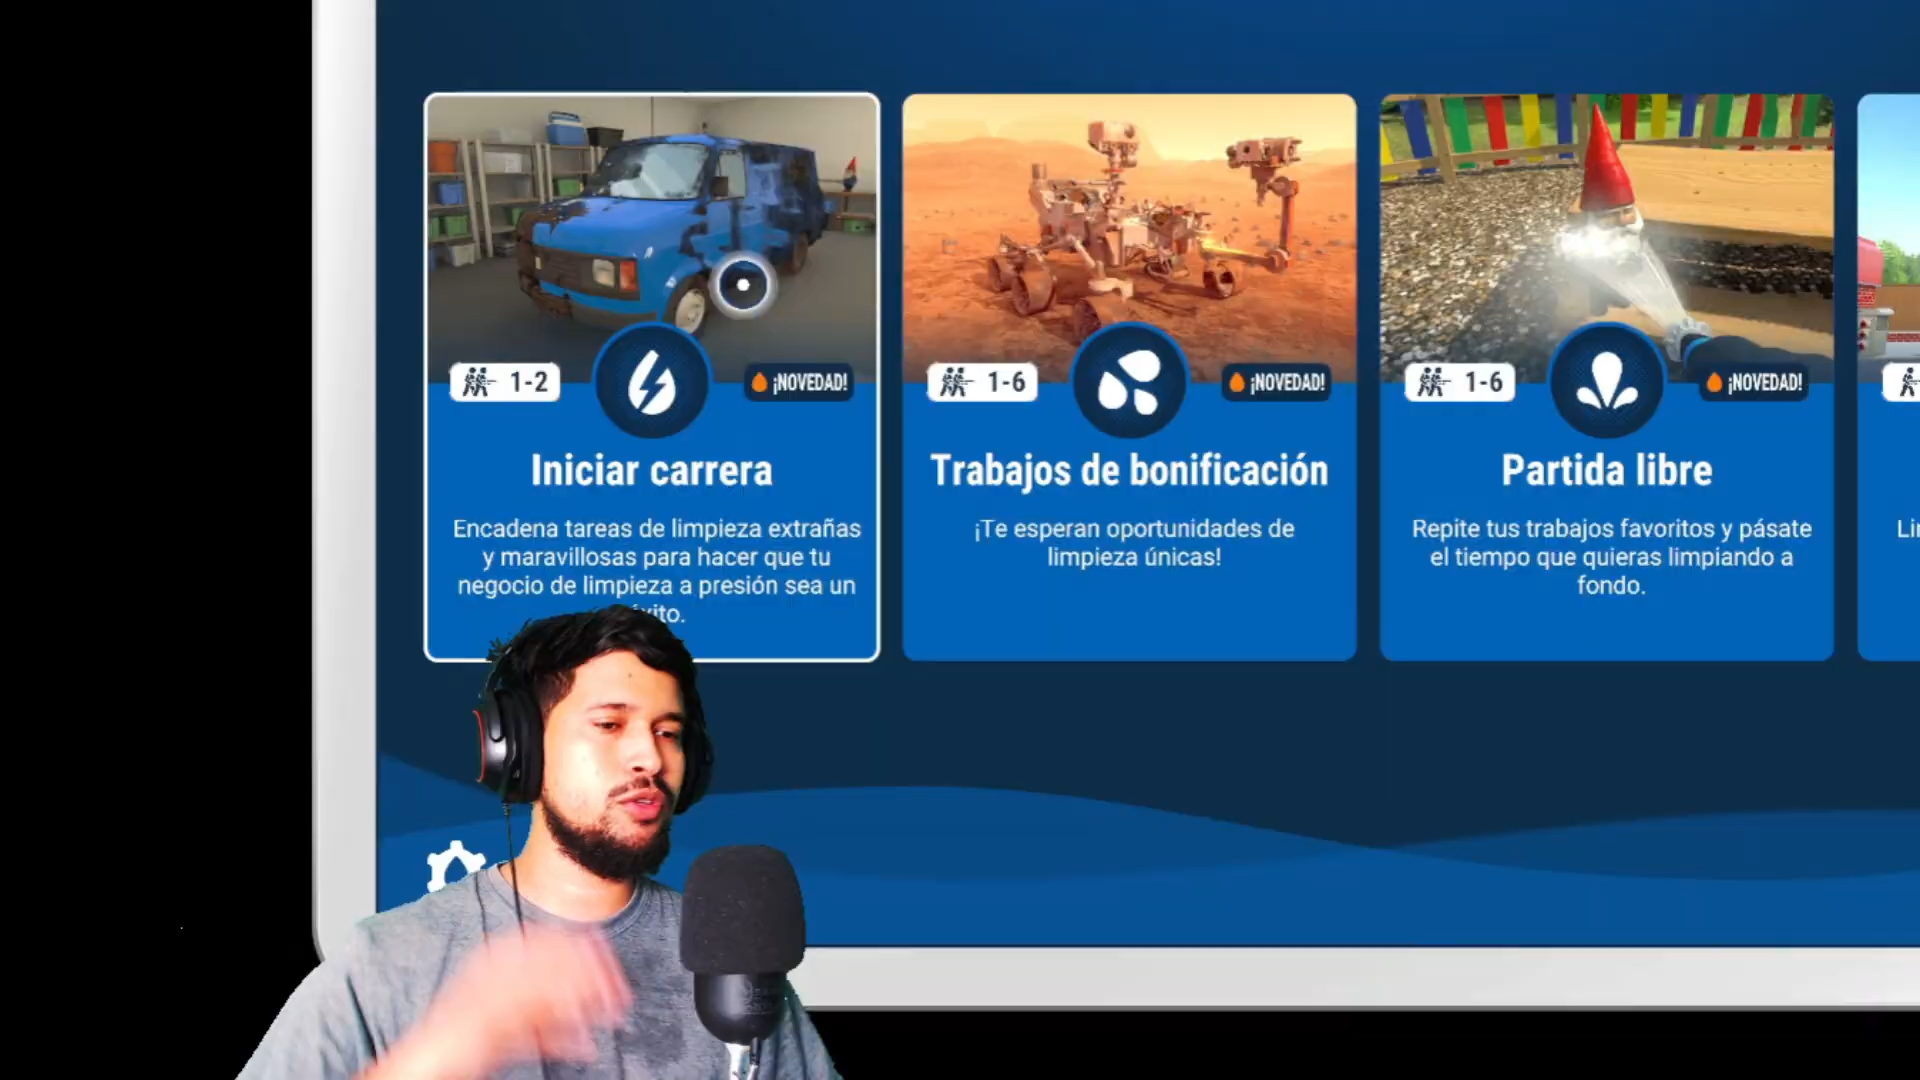 1-2
¡NOVEDAD!
Iniciar carrera
Encadena tareas de limpieza extrañas
y maravillosas para hacer que tu
negocio de limpieza a presión sea un
1-6
¡NOVEDAD!
Trabajos de bonificación
¡Te esperan oportunidades de
limpieza únicas!
1-6
¡NOVEDAD!
Partida libre
Repite tus trabajos favoritos y pásate
el tiempo que quieras limpiando a
fondo.